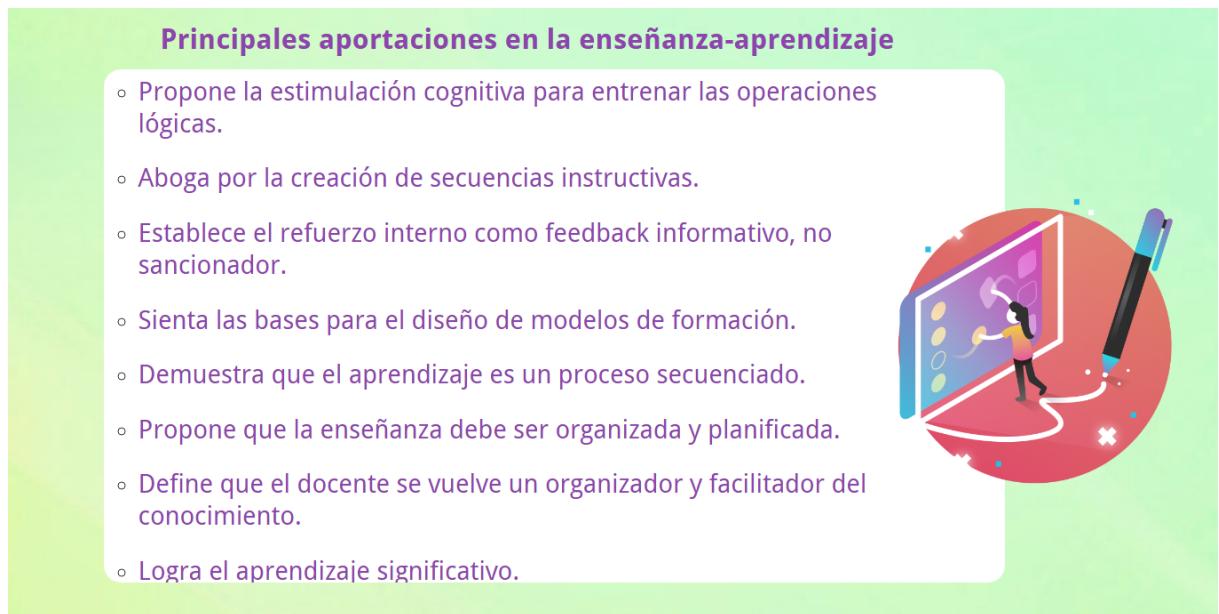 Principales aportaciones en la enseñanza-aprendizaje
Propone la estimulación cognitiva para entrenar las operaciones
lógicas.
Aboga por la creación de secuencias instructivas.
Establece el refuerzo interno como feedback informativo, no
sancionador.
Sienta las bases para el diseño de modelos de formación.
Demuestra que el aprendizaje es un proceso secuenciado.
Propone que la enseñanza debe ser organizada y planificada.
Define que el docente se vuelve un organizador y facilitador del
conocimiento.
Logra el aprendizaje significativo.